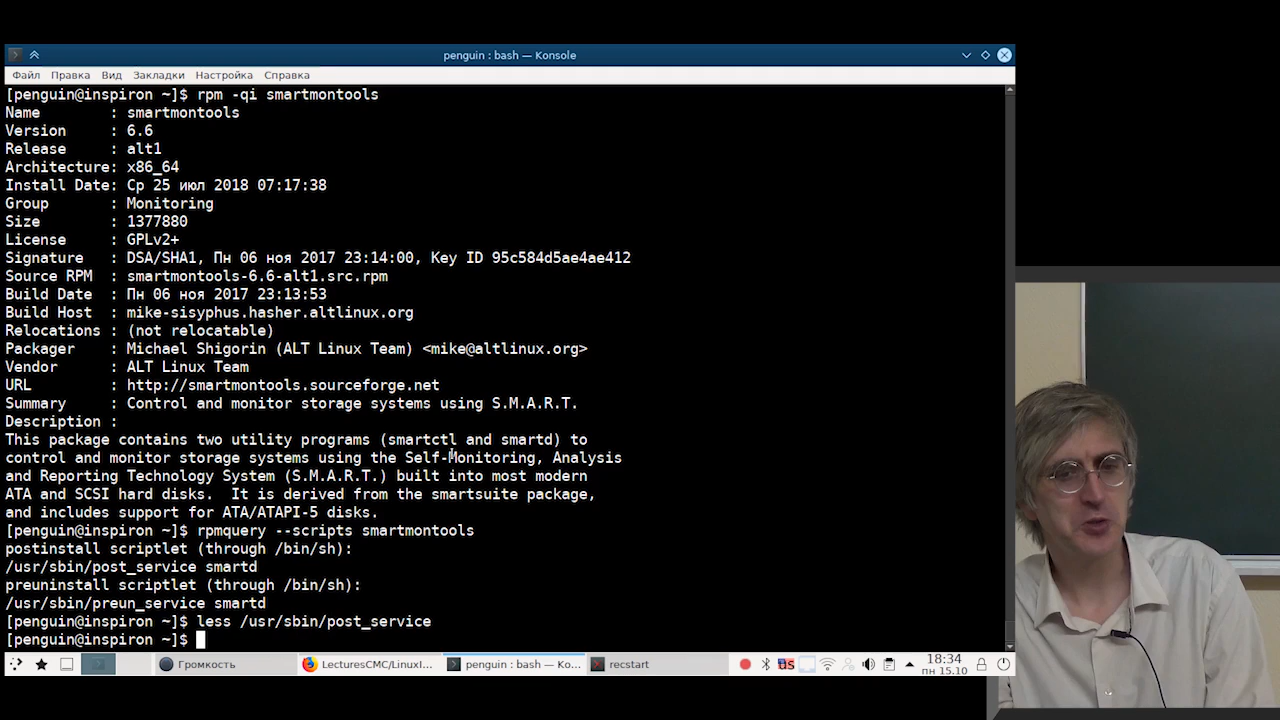 penguin : bash — Konsole
Файл Правка Вид Закладки Настройка Справка
[penguin@inspiron ~]$ rpm -qi smartmontools
Name : smartmontools
Version : 6.6
Release : alt1
Architecture: x86_64
Install Date: Ср 25 июл 2018 07:17:38
Group : Monitoring
Size : 1377880
License : GPLv2+
Signature : DSA/SHA1, Пн 06 ноя 2017 23:14:00, Key ID 95c584d5ae4ae412
Source RPM : smartmontools-6.6-alt1.src.rpm
Build Date : Пн 06 ноя 2017 23:13:53
Build Host : mike-sisyphus.hasher.altlinux.org
Relocations : (not relocatable)
Packager : Michael Shigorin (ALT Linux Team) <mike@altlinux.org>
Vendor : ALT Linux Team
URL : http://smartmontools.sourceforge.net
Summary : Control and monitor storage systems using S.M.A.R.T.
Description :
This package contains two utility programs (smartctl and smartd) to
control and monitor storage systems using the Self-Monitoring, Analysis
and Reporting Technology System (S.M.A.R.T.) built into most modern
ATA and SCSI hard disks.  It is derived from the smartsuite package,
and includes support for ATA/ATAPI-5 disks.
[penguin@inspiron ~]$ rpmquery --scripts smartmontools
postinstall scriptlet (through /bin/sh):
/usr/sbin/post_service smartd
preuninstall scriptlet (through /bin/sh):
/usr/sbin/preun_service smartd
[penguin@inspiron ~]$ less /usr/sbin/post_service
[penguin@inspiron ~]$
Громкость LecturesCMC/LinuxI... penguin : bash — Ko... recstart us 18:34
пн 15.10